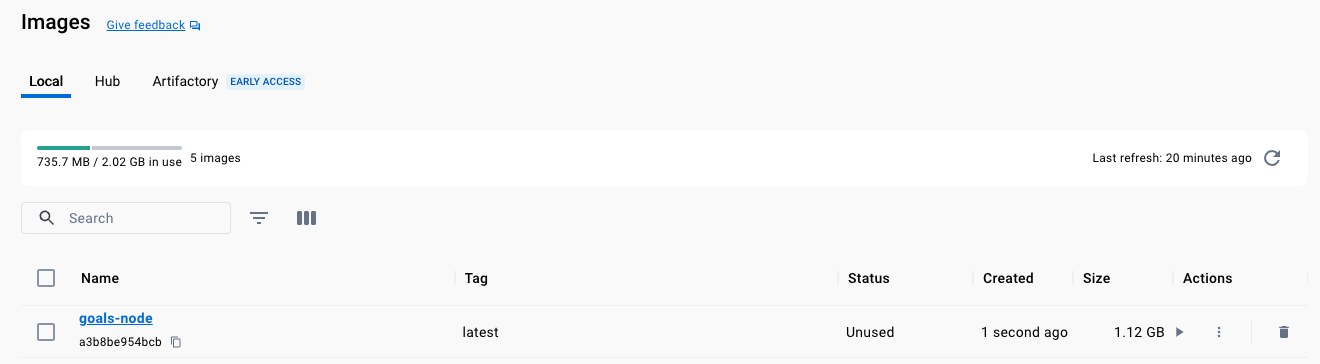 Images Give feedback
Local Hub Artifactory EARLY ACCESS
735.7 MB / 2.02 GB in use 5 images Last refresh: 20 minutes ago
Search
Name Tag Status Created Size Actions
goals-node
a3b8be954bcb latest Unused 1 second ago 1.12 GB